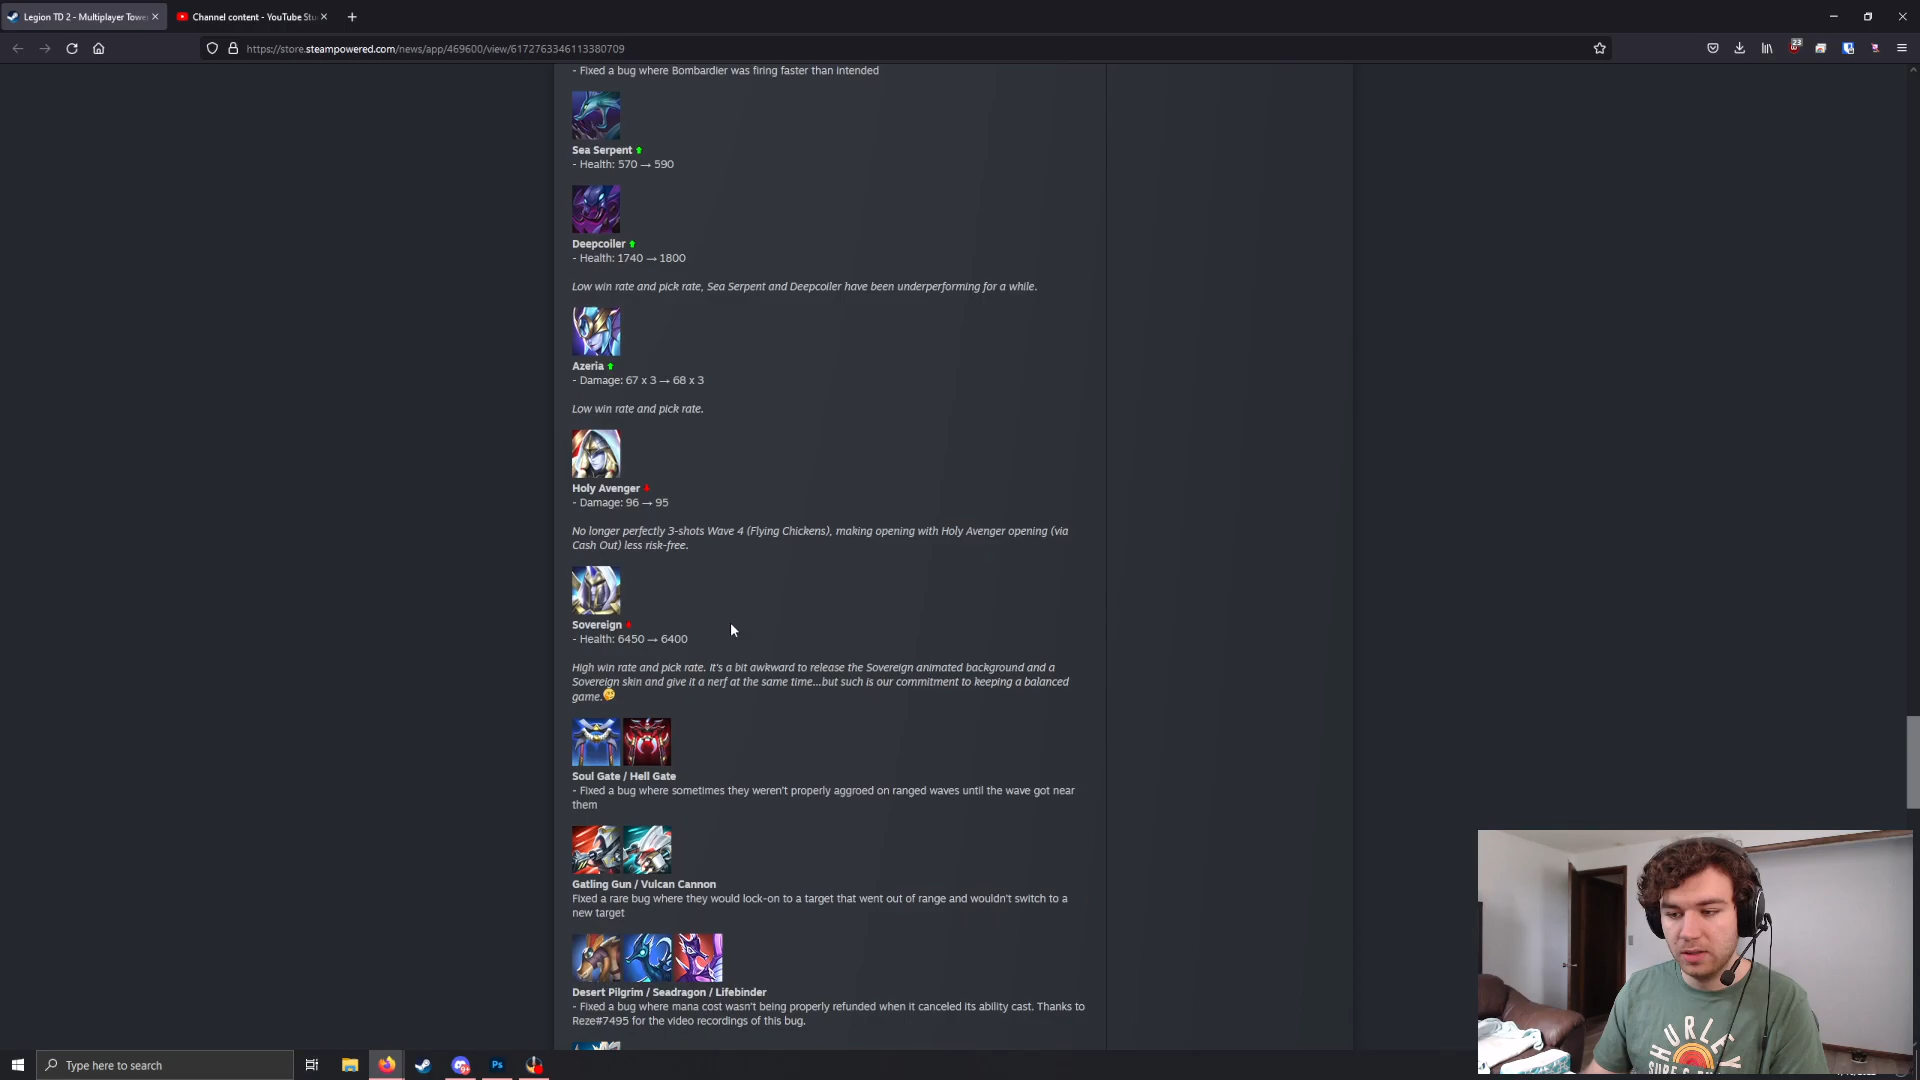 Legion TD 2 - Multiplayer Towe
Channel content - YouTube Stu
https://store.steampowered.com/news/app/469600/view/6172763346113380709
23
- Fixed a bug where Bombardier was firing faster than intended
Sea Serpent
- Health: 570 → 590
Deepcoiler
- Health: 1740 → 1800
Low win rate and pick rate, Sea Serpent and Deepcoiler have been underperforming for a while.
Azeria
- Damage: 67 x 3 → 68 x 3
Low win rate and pick rate.
Holy Avenger
- Damage: 96 → 95
No longer perfectly 3-shots Wave 4 (Flying Chickens), making opening with Holy Avenger opening (via
Cash Out) less risk-free.
Sovereign
- Health: 6450 → 6400
High win rate and pick rate. It's a bit awkward to release the Sovereign animated background and a
Sovereign skin and give it a nerf at the same time...but such is our commitment to keeping a balanced
game.
Soul Gate / Hell Gate
- Fixed a bug where sometimes they weren't properly aggroed on ranged waves until the wave got near
them
Gatling Gun / Vulcan Cannon
Fixed a rare bug where they would lock-on to a target that went out of range and wouldn't switch to a
new target
Desert Pilgrim / Seadragon / Lifebinder
- Fixed a bug where mana cost wasn't being properly refunded when it canceled its ability cast. Thanks to
Reze#7495 for the video recordings of this bug.
HURLEY
Type here to search
Ps